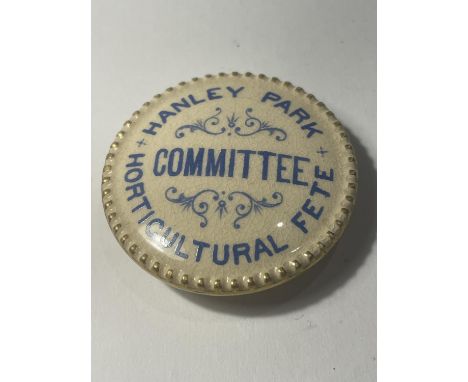 HANLEY PARK
COMMITTEE
HORTICULTURAL FETE